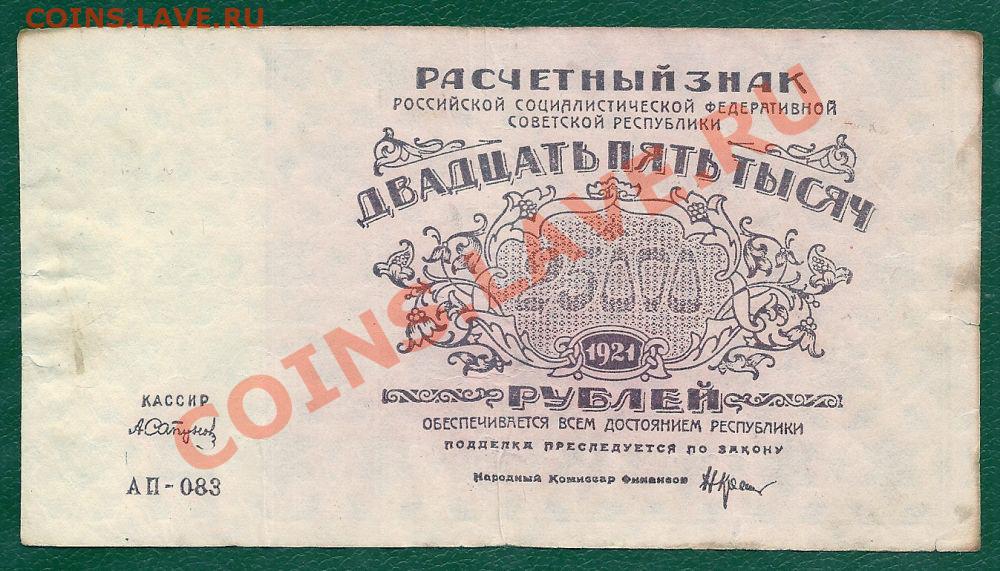 COINS.LAVE.RU
РАСЧЕТНЫЙ ЗНАК
РОССИЙСКОЙ СОЦИАЛИСТИЧЕСКОЙ ФЕДЕРАТИВНОЙ
СОВЕТСКОЙ РЕСПУБЛИКИ
ДВАДЦАТЬ ПЯТЬ ТЫСЯЧ
25000
1921
РУБЛЕЙ
ОБЕСПЕЧИВАЕТСЯ ВСЕМ ДОСТОЯНИЕМ РЕСПУБЛИКИ
ПОДДЕЛКА ПРЕСЛЕДУЕТСЯ ПО ЗАКОНУ
Народный Комиссар Финансов
КАССИР
А Сапунов
АП-083
COINS.LAVE.RU